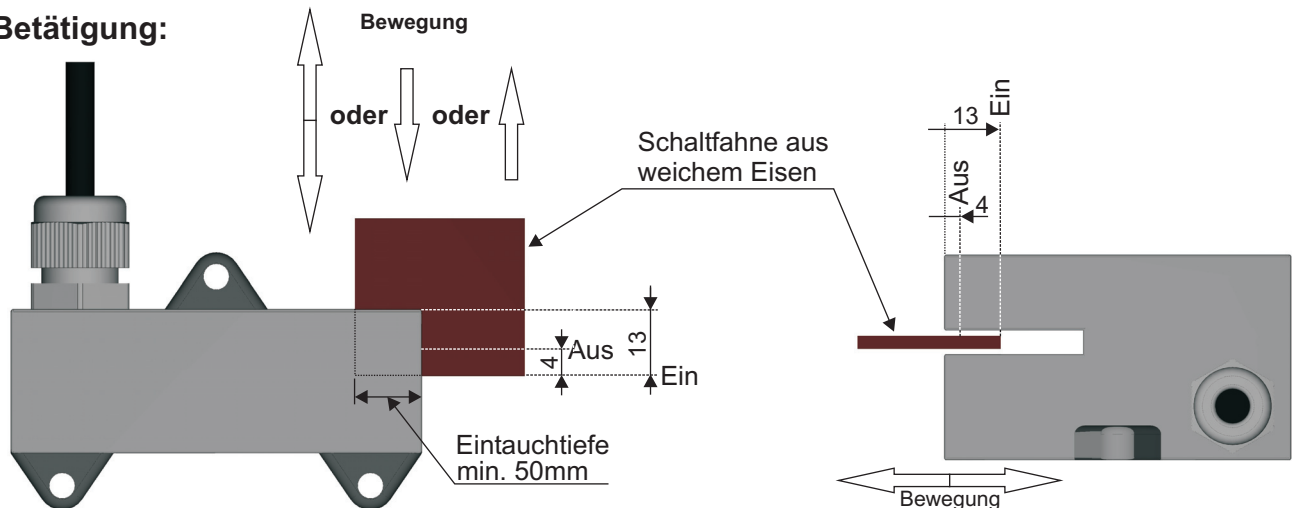 Betätigung:
Bewegung
oder oder
Schaltfahne aus
weichem Eisen
13
Ein
Aus
4
13
4
Aus
Ein
Eintauchtiefe
min. 50mm
Bewegung